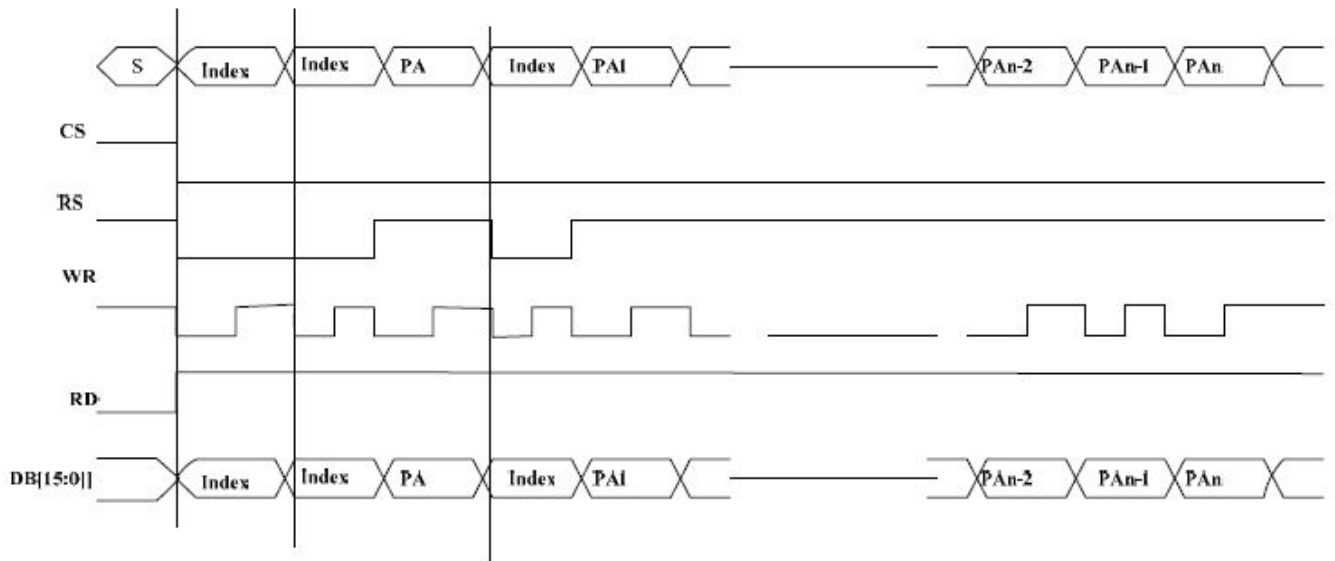 S Index Index PA Index PA1 PAn-2 PAn-1 PAn
CS
RS
WR
RD
DB[15:0]] Index Index PA Index PA1 PAn-2 PAn-1 PAn